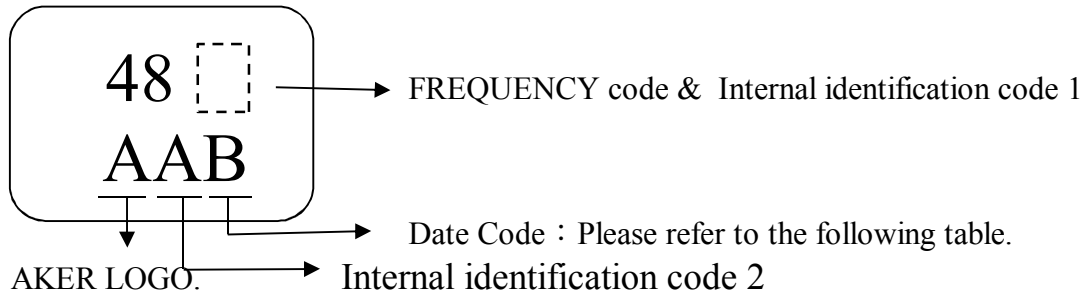 48
FREQUENCY code & Internal identification code 1
AAB
Date Code：Please refer to the following table.
AKER LOGO.
Internal identification code 2